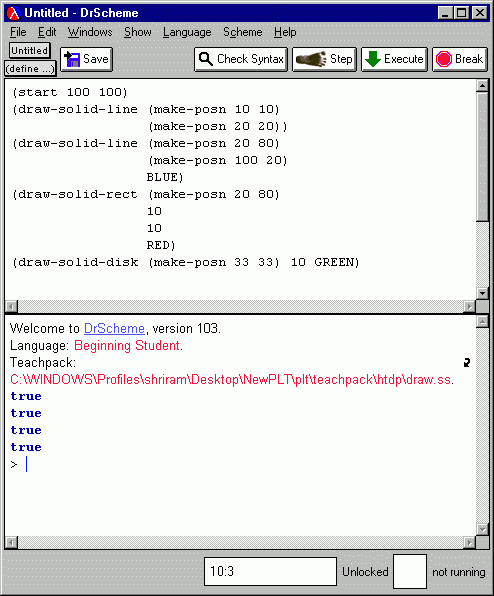 Untitled - DrScheme
File Edit Windows Show Language Scheme Help
Untitled
(define ...)
Save
Check Syntax
Step
Execute
Break
(start 100 100)
(draw-solid-line (make-posn 10 10)
                 (make-posn 20 20))
(draw-solid-line (make-posn 20 80)
                 (make-posn 100 20)
                 BLUE)
(draw-solid-rect (make-posn 20 80)
                 10
                 10
                 RED)
(draw-solid-disk (make-posn 33 33) 10 GREEN)
Welcome to DrScheme, version 103.
Language: Beginning Student.
Teachpack:
C:\WINDOWS\Profiles\shriram\Desktop\NewPLT\plt\teachpack\htdp\draw.ss.
true
true
true
true
>
10:3
Unlocked
not running